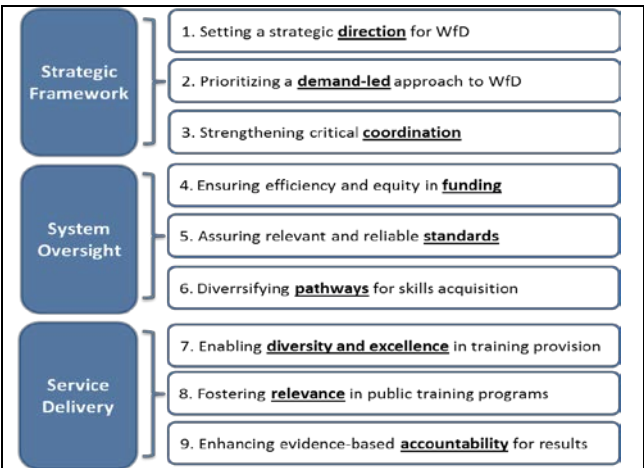 Strategic
Framework
1. Setting a strategic direction for WfD
2. Prioritizing a demand-led approach to WfD
3. Strengthening critical coordination
System
Oversight
4. Ensuring efficiency and equity in funding
5. Assuring relevant and reliable standards
6. Diverrsifying pathways for skills acquisition
Service
Delivery
7. Enabling diversity and excellence in training provision
8. Fostering relevance in public training programs
9. Enhancing evidence-based accountability for results